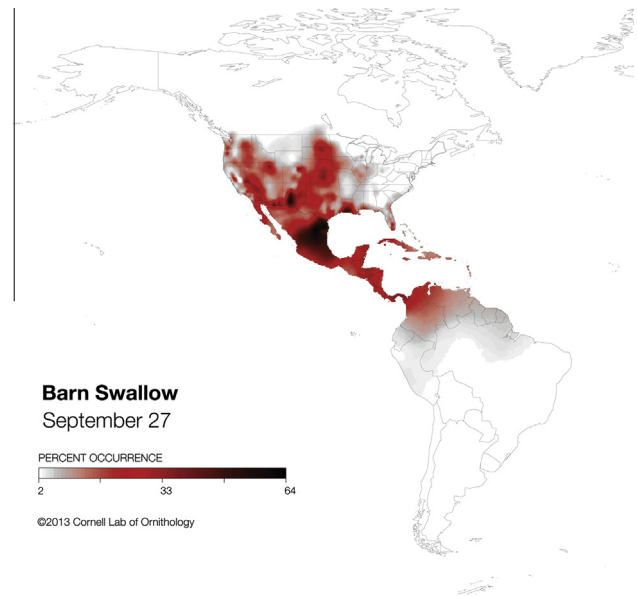 Barn Swallow
September 27
PERCENT OCCURRENCE
2 33 64
©2013 Cornell Lab of Ornithology